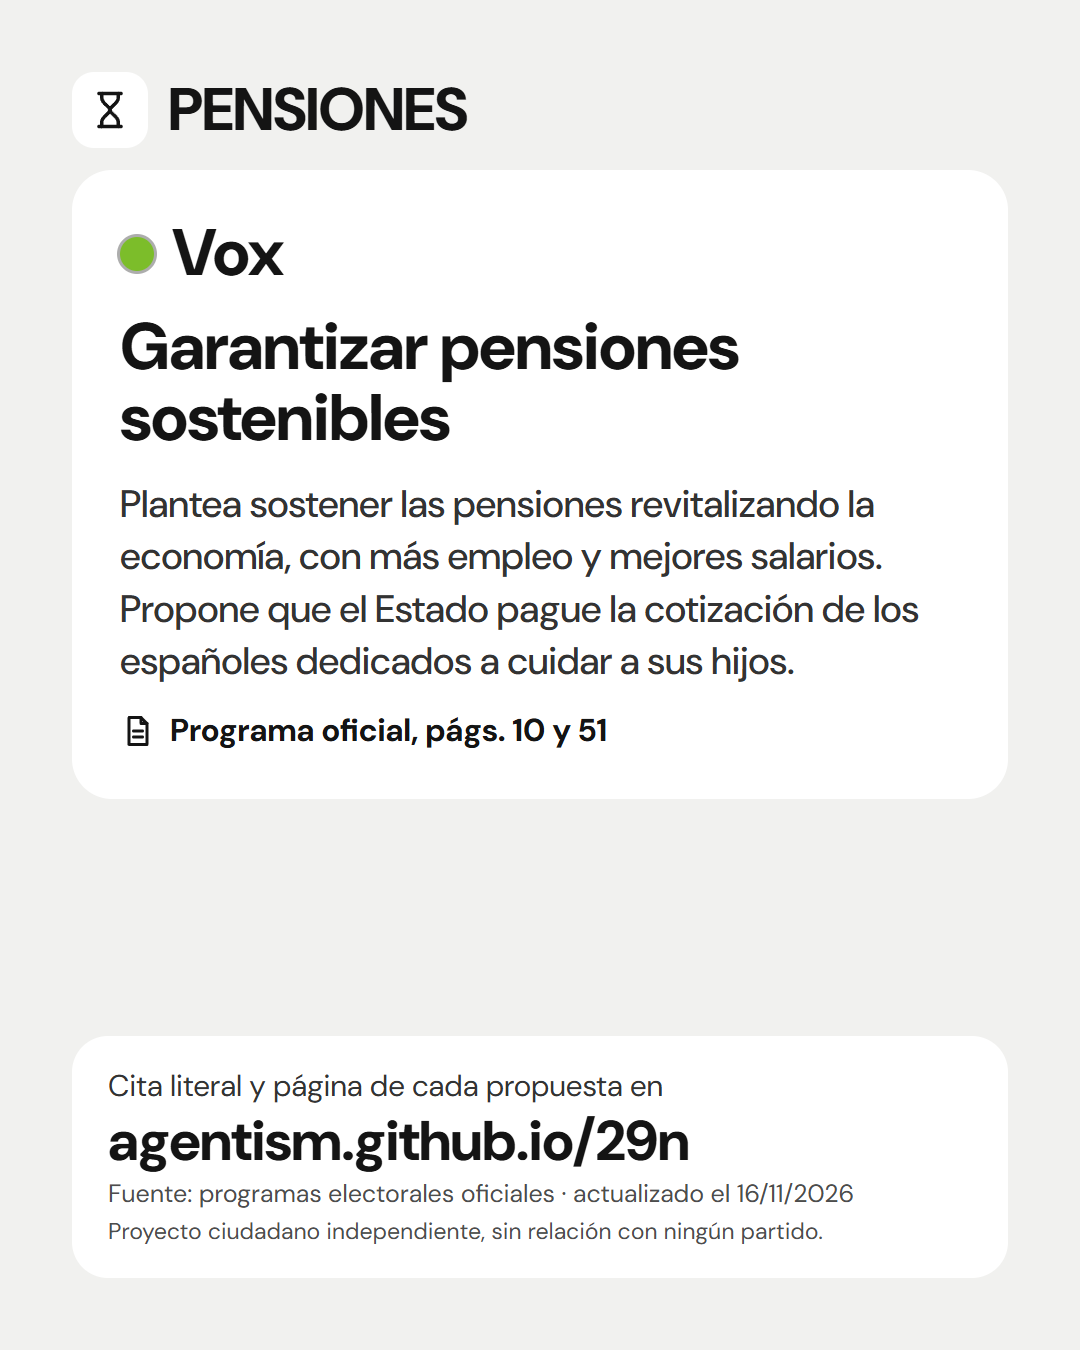 PENSIONES
Vox
Garantizar pensiones
sostenibles
Plantea sostener las pensiones revitalizando la
economía, con más empleo y mejores salarios.
Propone que el Estado pague la cotización de los
españoles dedicados a cuidar a sus hijos.
Programa oficial, págs. 10 y 51
Cita literal y página de cada propuesta en
agentism.github.io/29n
Fuente: programas electorales oficiales · actualizado el 16/11/2026
Proyecto ciudadano independiente, sin relación con ningún partido.